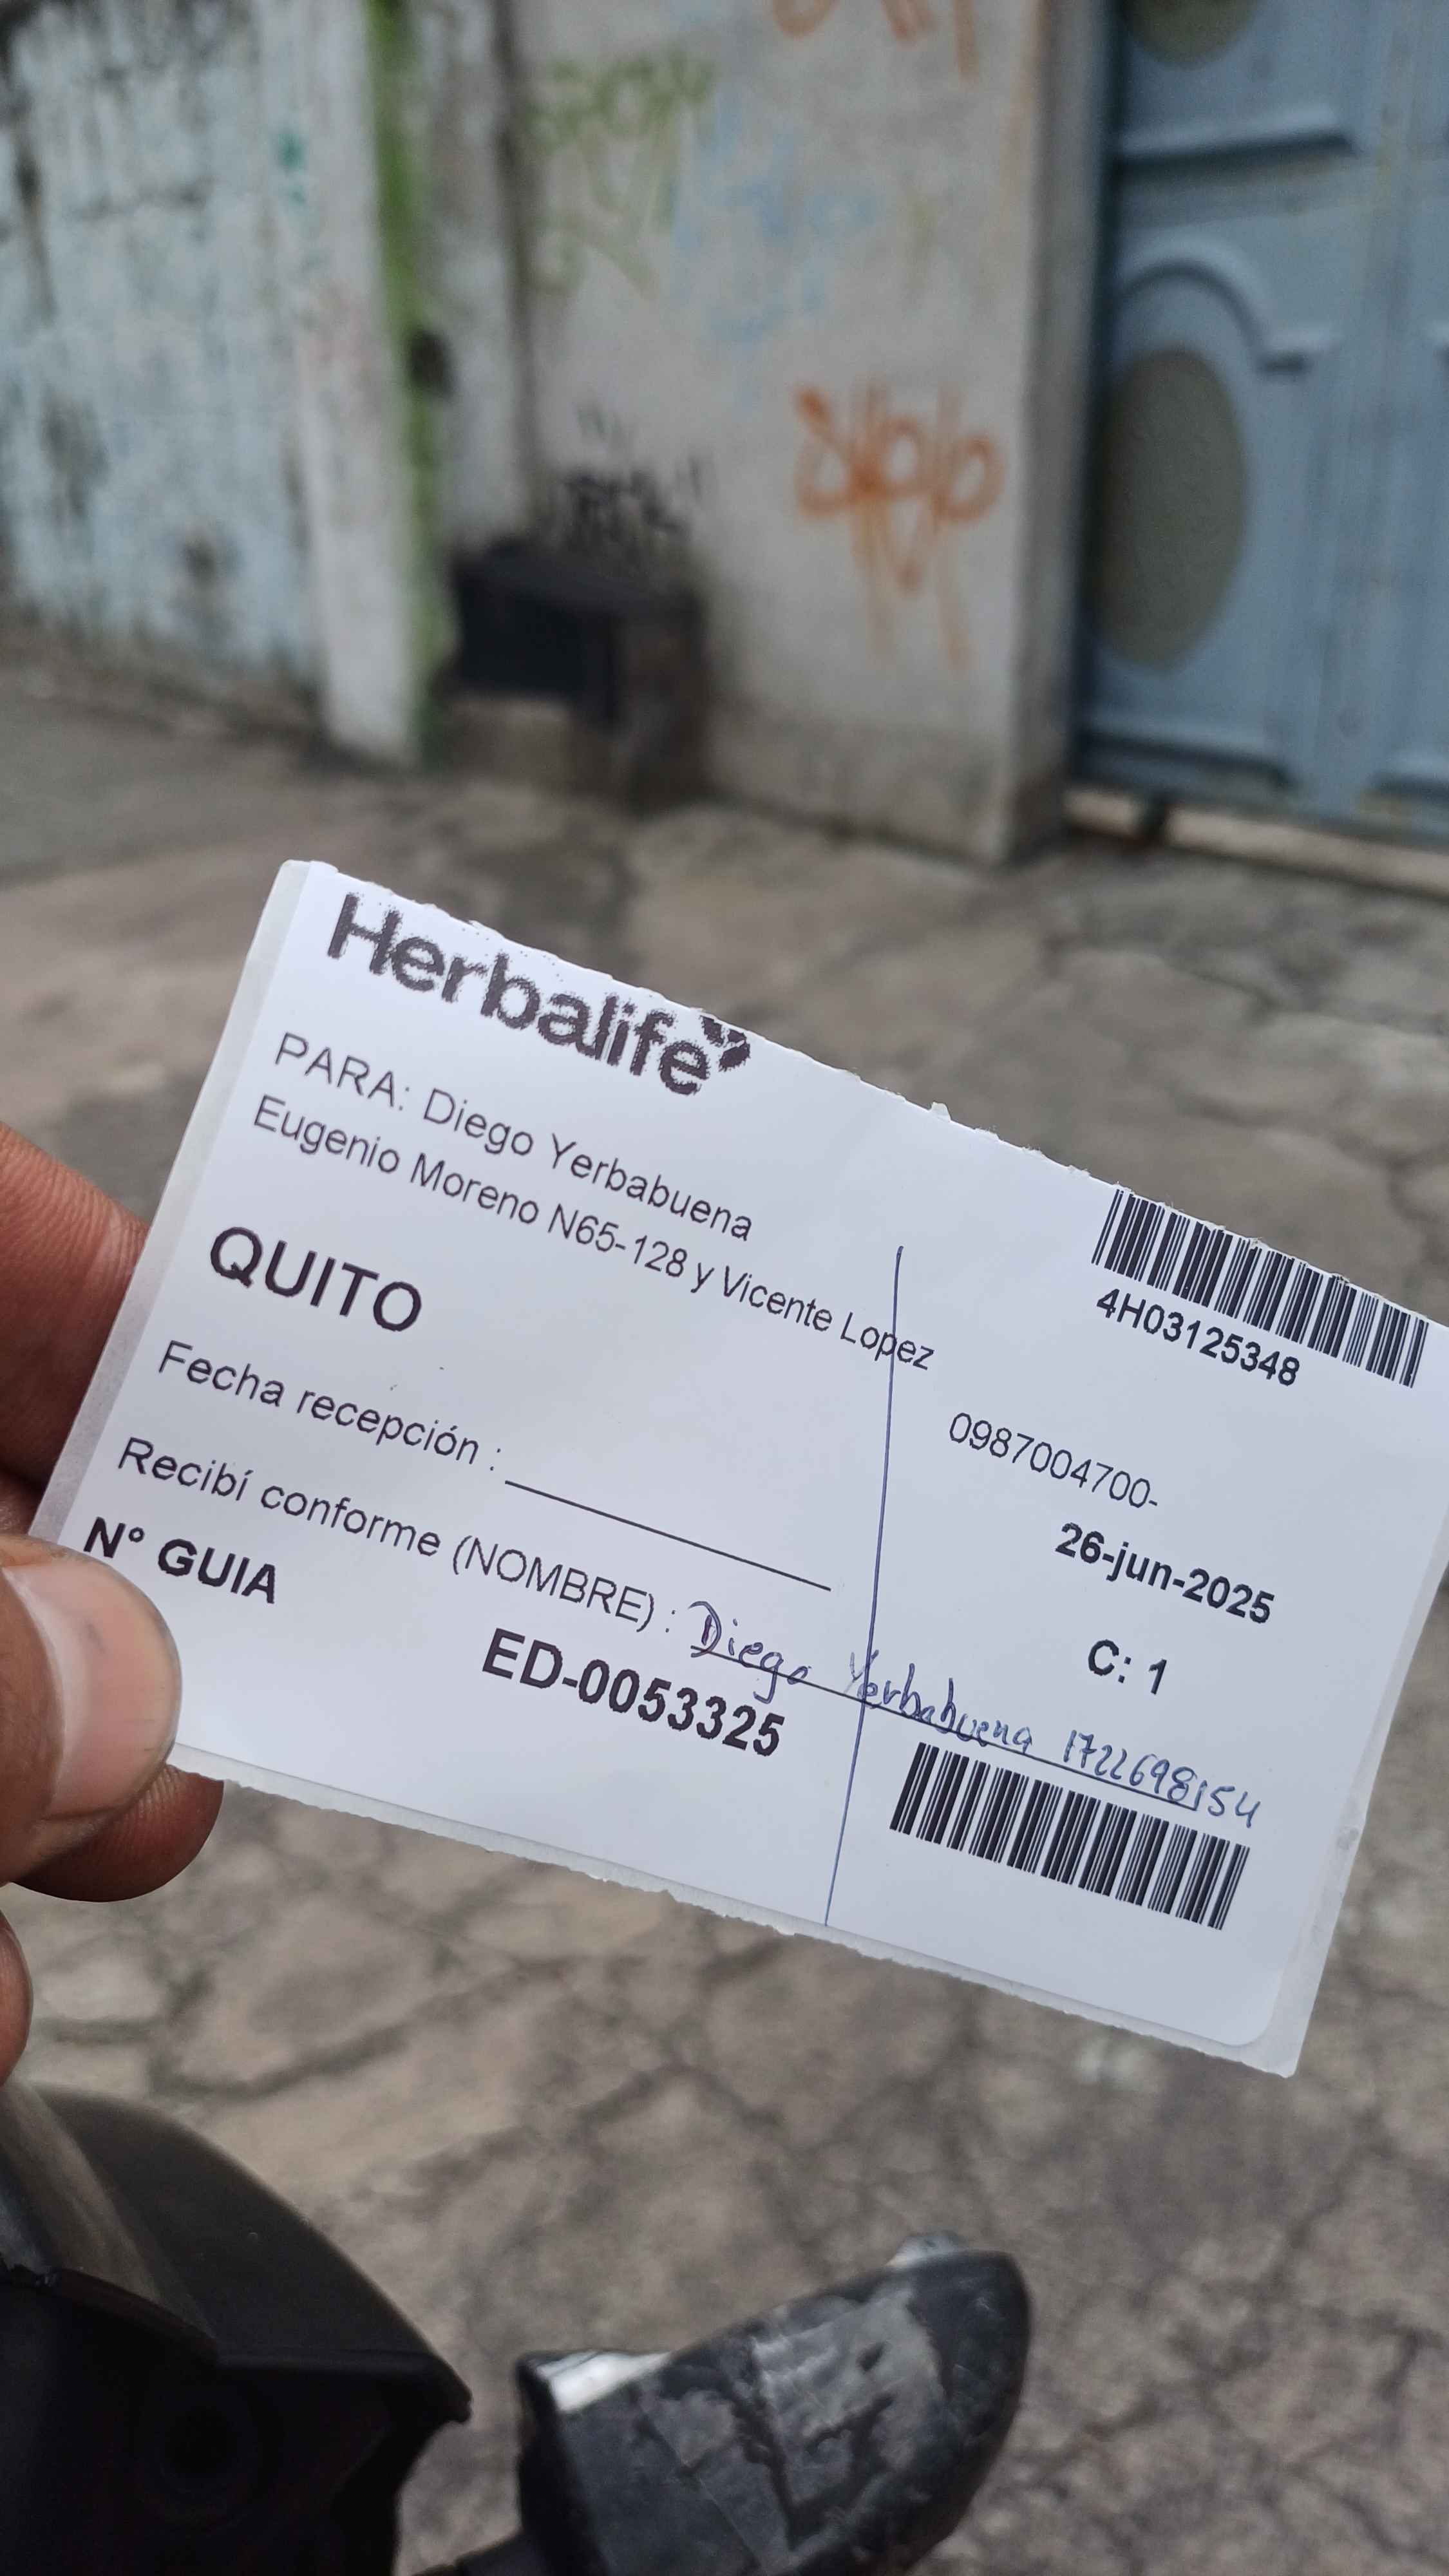 Herbalife
PARA: Diego Yerbabuena
Eugenio Moreno N65-128 y Vicente Lopez
QUITO
4H03125348
0987004700-
Fecha recepción :
26-jun-2025
Recibí conforme (NOMBRE) : Diego Yerbabuena 1722698154
C: 1
N° GUIA
ED-0053325